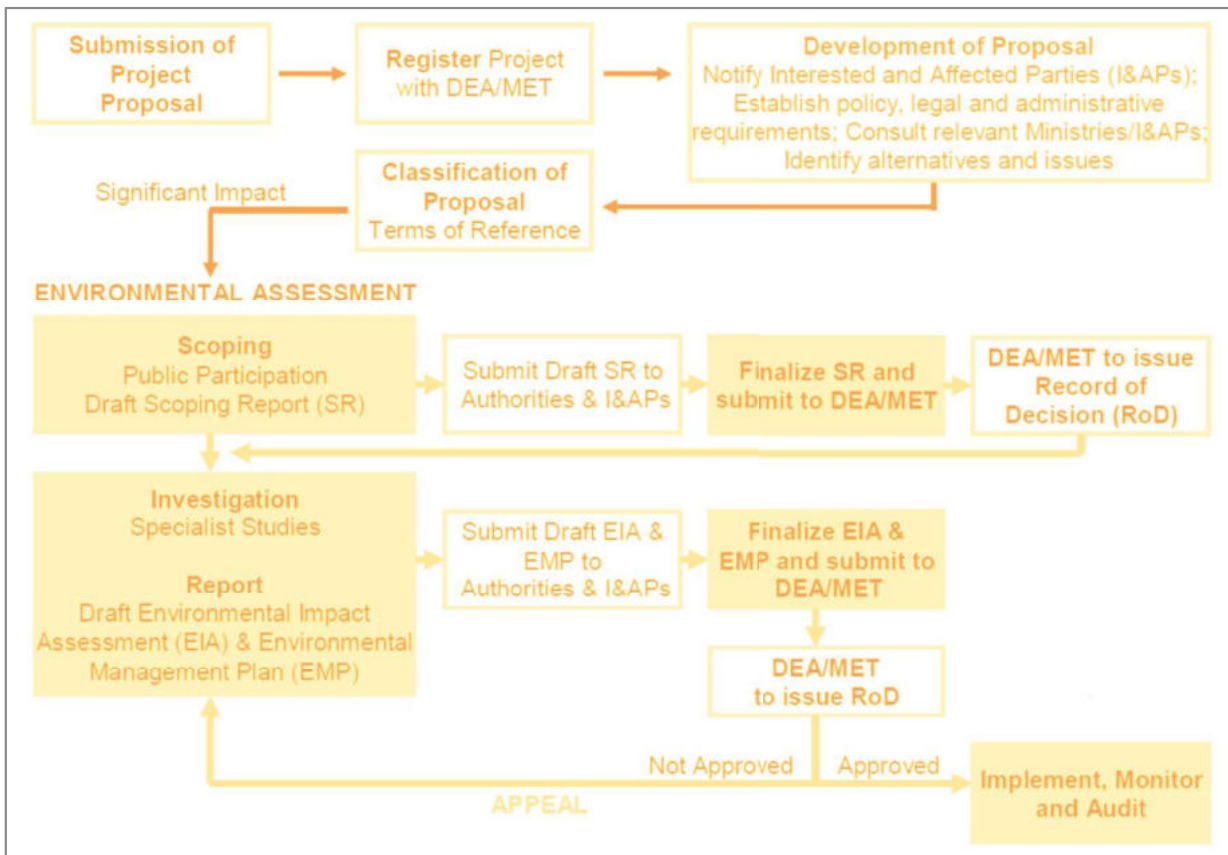 Submission of
Project
Proposal
Register Project
with DEA/MET
Development of Proposal
Notify Interested and Affected Parties (I&APs);
Establish policy, legal and administrative
requirements; Consult relevant Ministries/I&APs;
Identify alternatives and issues
Significant Impact
Classification of
Proposal
Terms of Reference
ENVIRONMENTAL ASSESSMENT
Scoping
Public Participation
Draft Scoping Report (SR)
Submit Draft SR to
Authorities & I&APs
Finalize SR and
submit to DEA/MET
DEA/MET to issue
Record of
Decision (RoD)
Investigation
Specialist Studies
Report
Draft Environmental Impact
Assessment (EIA) & Environmental
Management Plan (EMP)
Submit Draft EIA &
EMP to
Authorities & I&APs
Finalize EIA &
EMP and submit to
DEA/MET
DEA/MET
to issue RoD
Not Approved
Approved
APPEAL
Implement, Monitor
and Audit